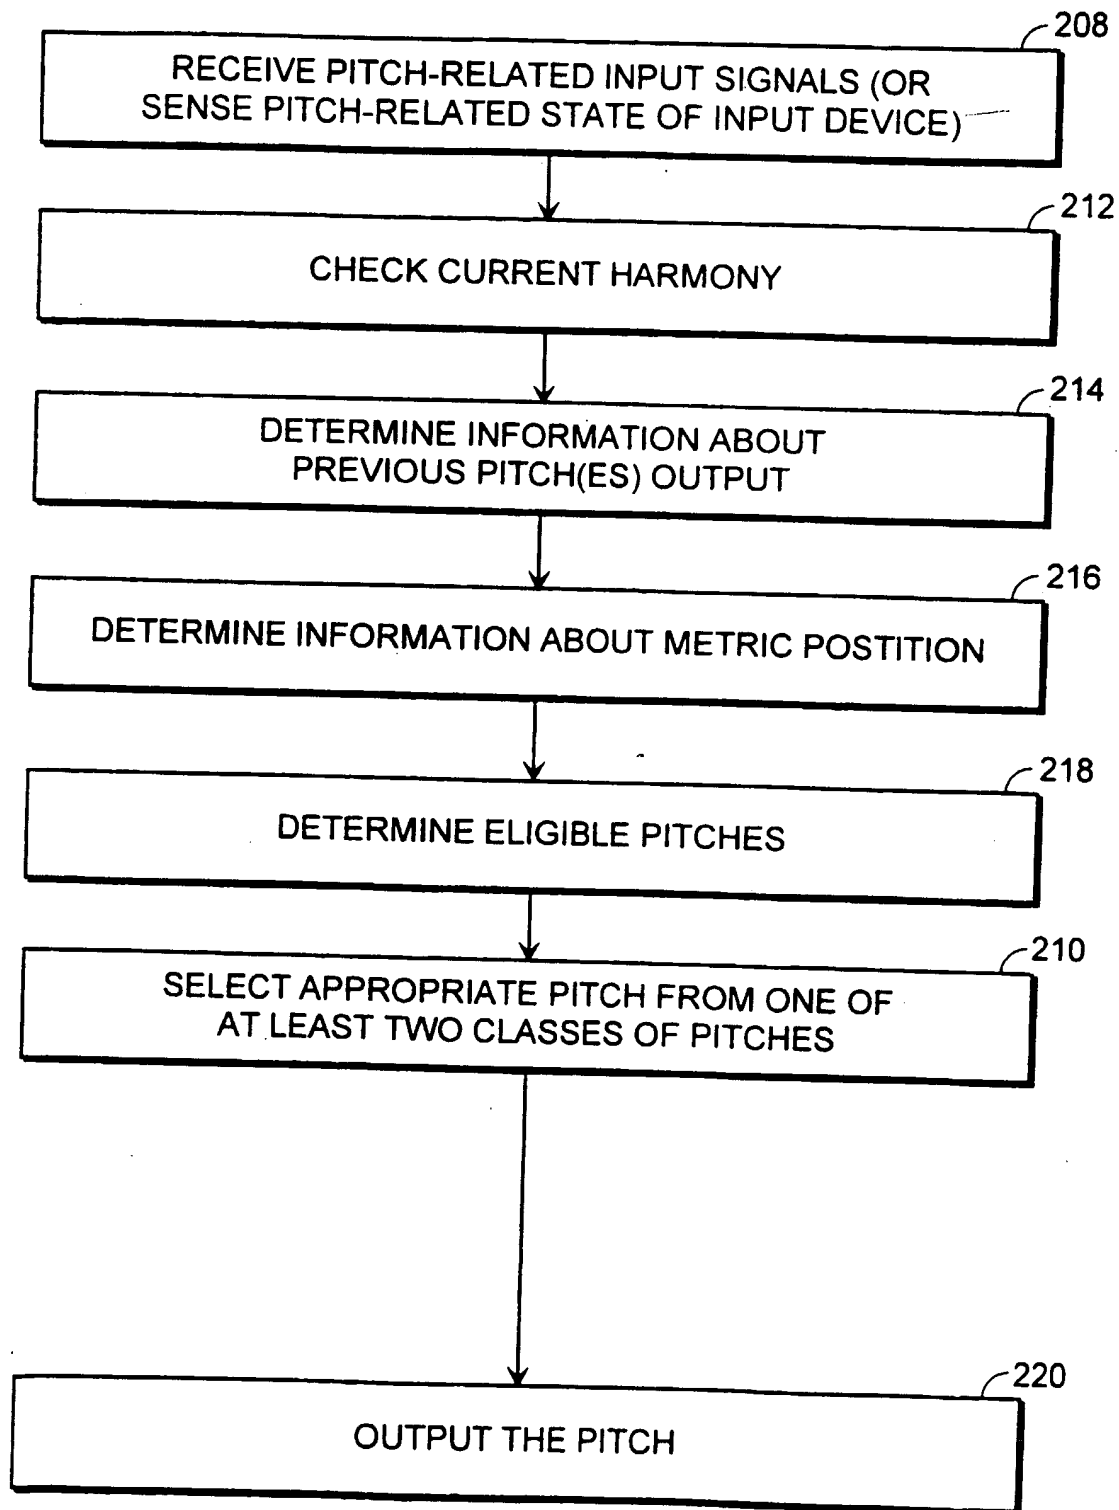 208
RECEIVE PITCH-RELATED INPUT SIGNALS (OR
SENSE PITCH-RELATED STATE OF INPUT DEVICE)
212
CHECK CURRENT HARMONY
214
DETERMINE INFORMATION ABOUT
PREVIOUS PITCH(ES) OUTPUT
216
DETERMINE INFORMATION ABOUT METRIC POSTITION
218
DETERMINE ELIGIBLE PITCHES
210
SELECT APPROPRIATE PITCH FROM ONE OF
AT LEAST TWO CLASSES OF PITCHES
220
OUTPUT THE PITCH